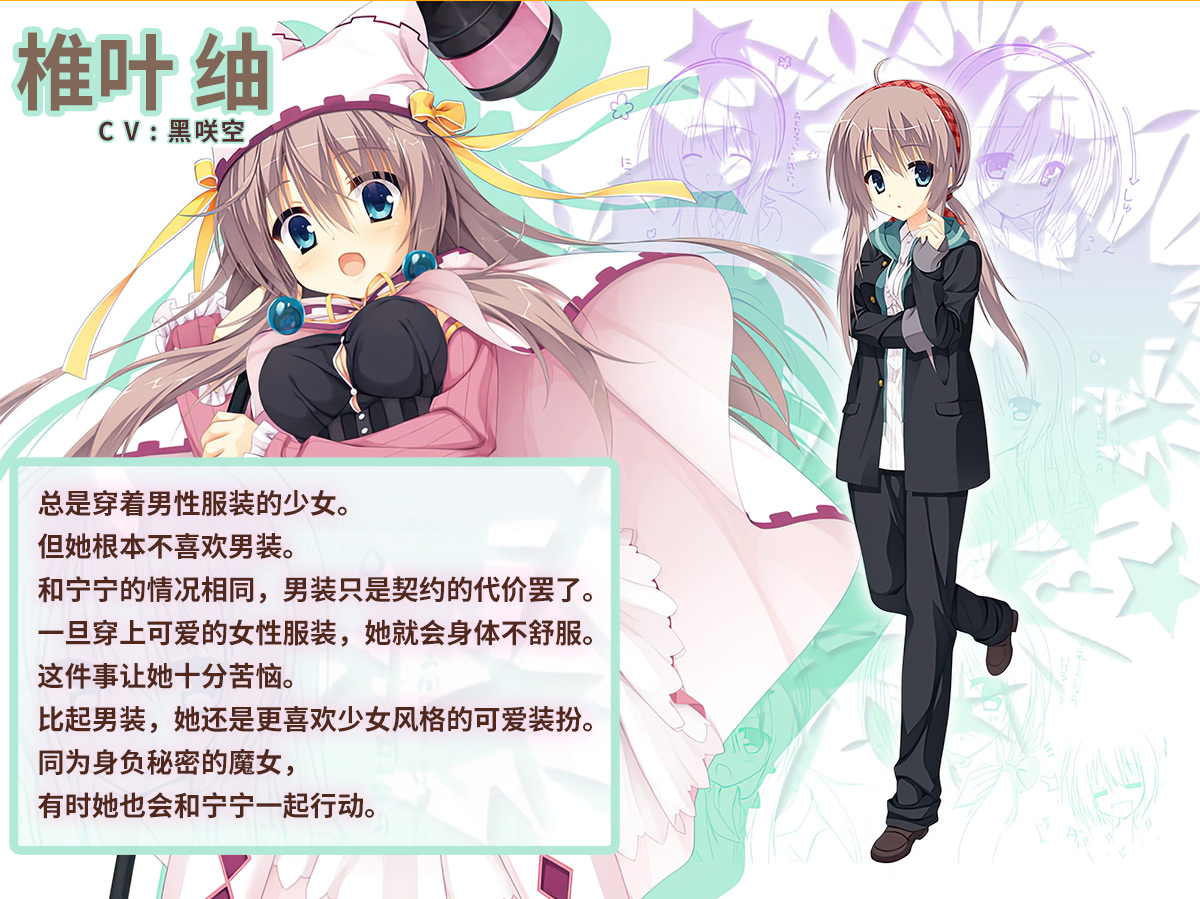 椎叶 紬
CV：黑咲空
总是穿着男性服装的少女。
但她根本不喜欢男装。
和宁宁的情况相同，男装只是契约的代价罢了。
一旦穿上可爱的女性服装，她就会身体不舒服。
这件事让她十分苦恼。
比起男装，她还是更喜欢少女风格的可爱装扮。
同为身负秘密的魔女，
有时她也会和宁宁一起行动。